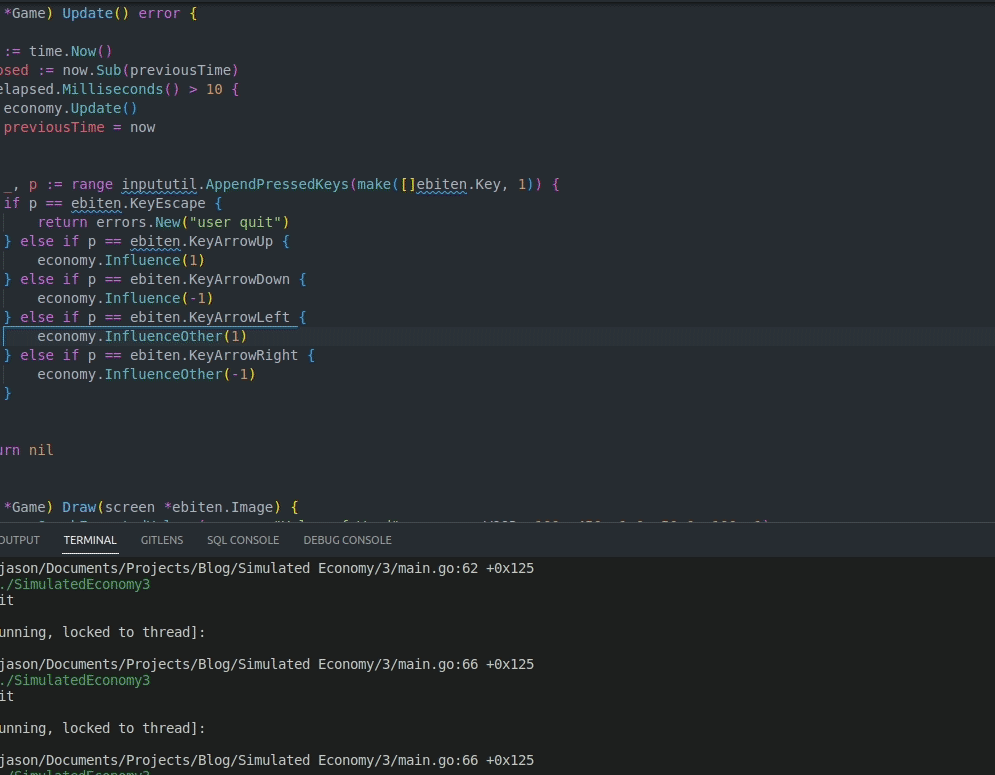 *Game) Update() error {
:= time.Now()
osed := now.Sub(previousTime)
elapsed.Milliseconds() > 10 {
economy.Update()
previousTime = now
_, p := range inpututil.AppendPressedKeys(make([]ebiten.Key, 1)) {
if p == ebiten.KeyEscape {
return errors.New("user quit")
} else if p == ebiten.KeyArrowUp {
economy.Influence(1)
} else if p == ebiten.KeyArrowDown {
economy.Influence(-1)
} else if p == ebiten.KeyArrowLeft {
economy.InfluenceOther(1)
} else if p == ebiten.KeyArrowRight {
economy.InfluenceOther(-1)
}
urn nil
*Game) Draw(screen *ebiten.Image) {
OUTPUT TERMINAL GITLENS SQL CONSOLE DEBUG CONSOLE
jason/Documents/Projects/Blog/Simulated Economy/3/main.go:62 +0x125
./SimulatedEconomy3
it
unning, locked to thread]:
jason/Documents/Projects/Blog/Simulated Economy/3/main.go:66 +0x125
./SimulatedEconomy3
it
unning, locked to thread]:
jason/Documents/Projects/Blog/Simulated Economy/3/main.go:66 +0x125
./SimulatedEconomy3